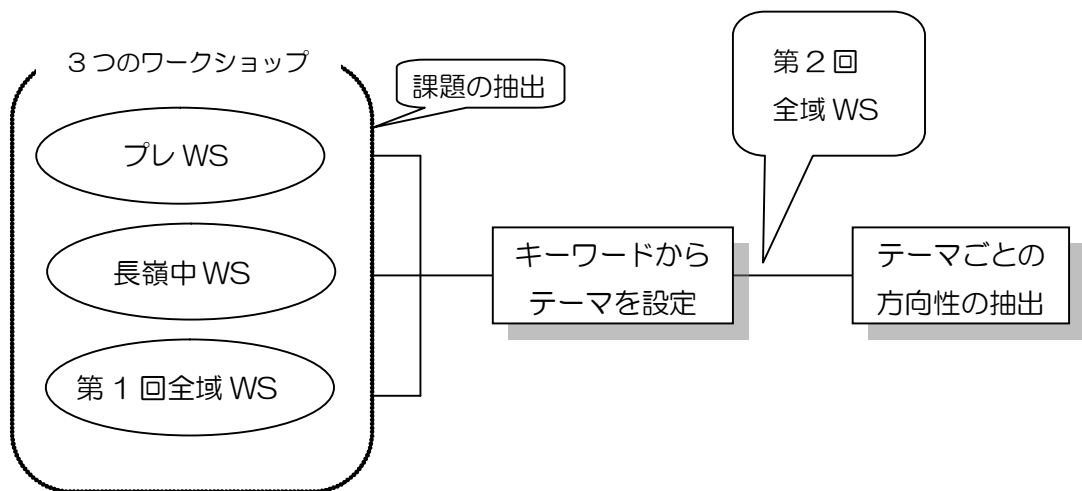 3つのワークショップ
課題の抽出
プレ WS
長嶺中 WS
第 1 回全域 WS
キーワードから
テーマを設定
第2回
全域 WS
テーマごとの
方向性の抽出